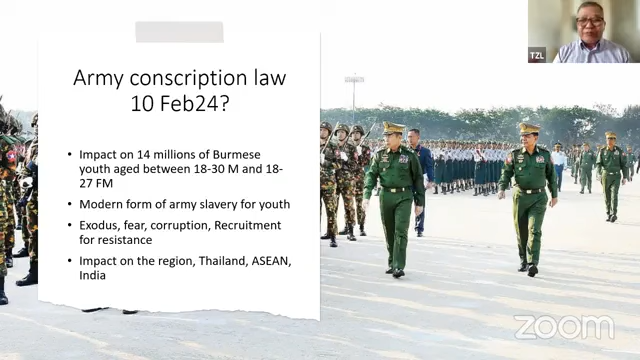 Army conscription law
10 Feb24?
• Impact on 14 millions of Burmese
youth aged between 18-30 M and 18-
27 FM
• Modern form of army slavery for youth
• Exodus, fear, corruption, Recruitment
for resistance
• Impact on the region, Thailand, ASEAN,
India
TZL
zoom